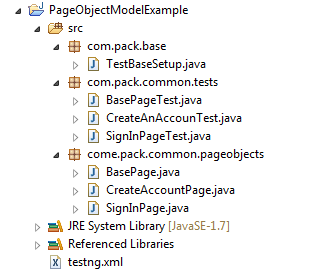 PageObjectModelExample
src
com.pack.base
TestBaseSetup.java
com.pack.common.tests
BasePageTest.java
CreateAnAccounTest.java
SignInPageTest.java
come.pack.common.pageobjects
BasePage.java
CreateAccountPage.java
SignInPage.java
JRE System Library [JavaSE-1.7]
Referenced Libraries
testng.xml